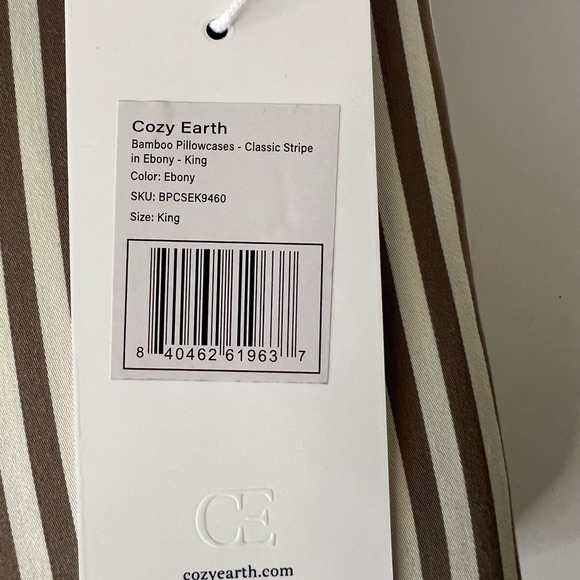 Cozy Earth
Bamboo Pillowcases - Classic Stripe
in Ebony - King
Color: Ebony
SKU: BPCSEK9460
Size: King
8 40462 61963 7
CE
cozyearth.com